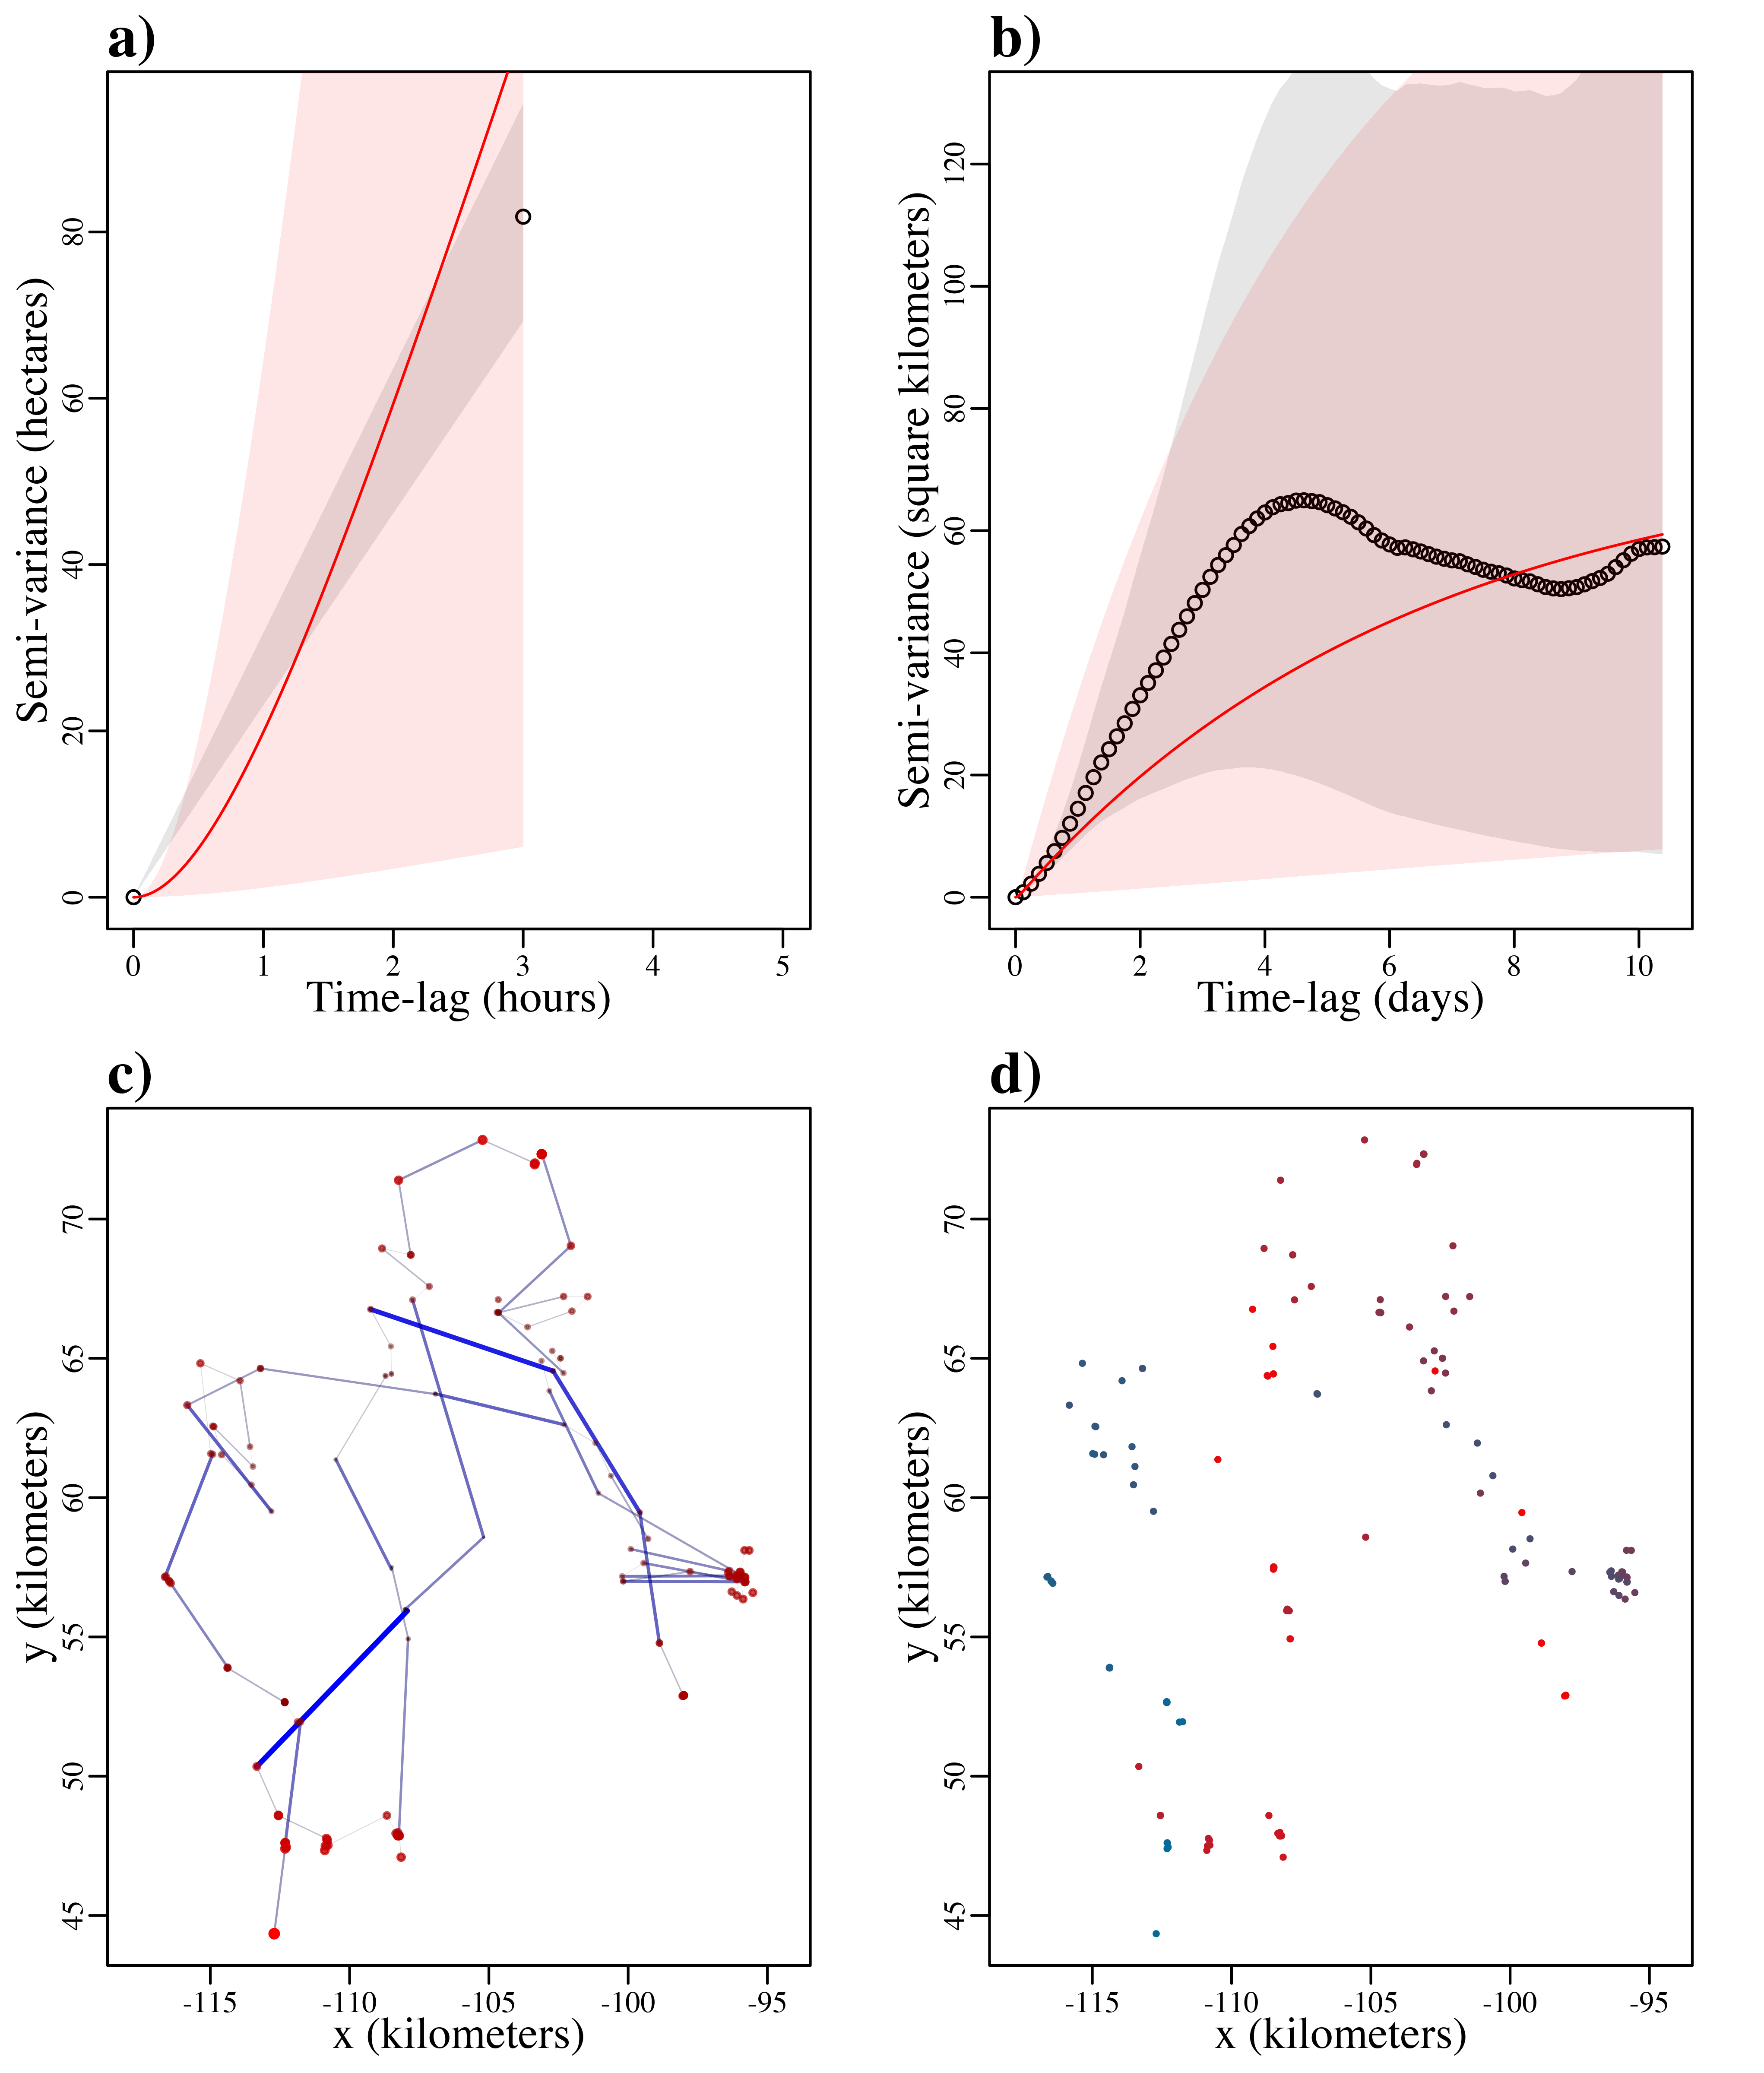 a)
Semi-variance (hectares)
0 20 40 60 80
0 1 2 3 4 5
Time-lag (hours)
b)
Semi-variance (square kilometers)
0 20 40 60 80 100 120
0 2 4 6 8 10
Time-lag (days)
c)
y (kilometers)
45 50 55 60 65 70
-115 -110 -105 -100 -95
x (kilometers)
d)
y (kilometers)
45 50 55 60 65 70
-115 -110 -105 -100 -95
x (kilometers)